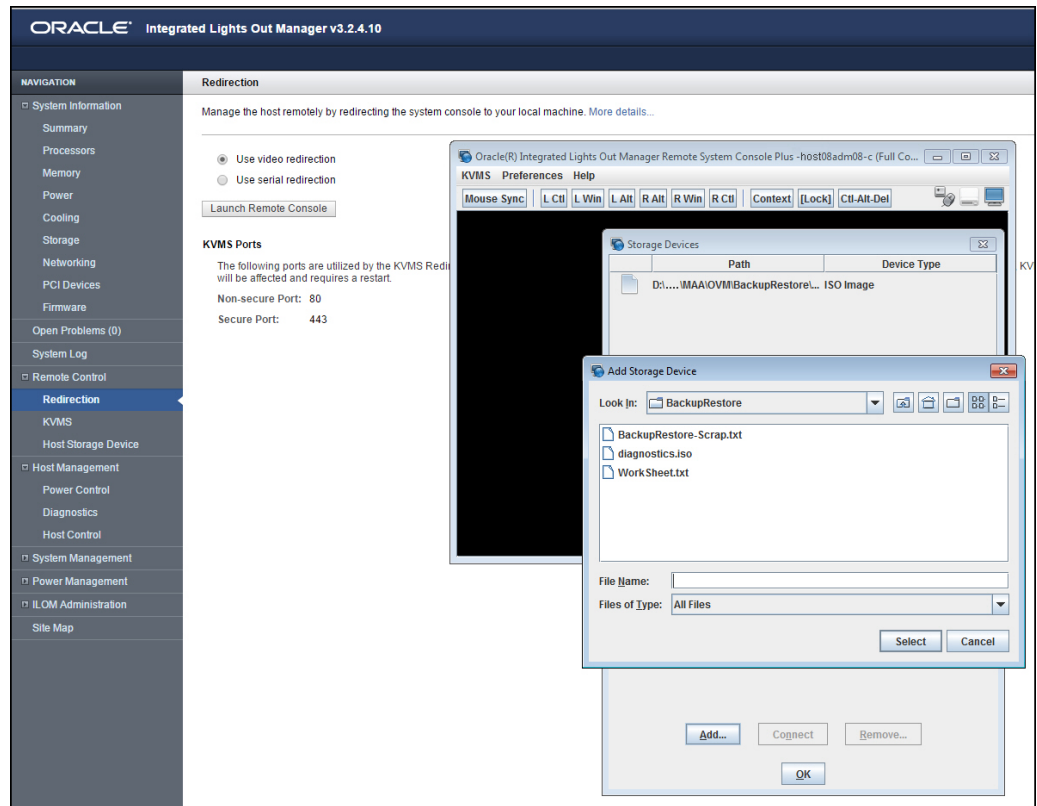 ORACLE® Integrated Lights Out Manager v3.2.4.10
NAVIGATION
System Information
Summary
Processors
Memory
Power
Cooling
Storage
Networking
PCI Devices
Firmware
Open Problems (0)
System Log
Remote Control
Redirection
KVMS
Host Storage Device
Host Management
Power Control
Diagnostics
Host Control
System Management
Power Management
ILOM Administration
Site Map
Redirection
Manage the host remotely by redirecting the system console to your local machine. More details...
Use video redirection
Use serial redirection
Launch Remote Console
KVMS Ports
The following ports are utilized by the KVMS Redi
KV
will be affected and requires a restart.
Non-secure Port: 80
Secure Port: 443
Oracle(R) Integrated Lights Out Manager Remote System Console Plus -host08adm08-c (Full Co...
KVMS Preferences Help
Mouse Sync L Ctl L Win L Alt R Alt R Win R Ctl Context [Lock] Ctl-Alt-Del
Storage Devices
Path Device Type
D:\....\MAA\OVM\BackupRestore\... ISO Image
Add Storage Device
Look In: BackupRestore
BackupRestore-Scrap.txt
diagnostics.iso
WorkSheet.txt
File Name:
Files of Type: All Files
Select Cancel
Add... Connect Remove...
OK